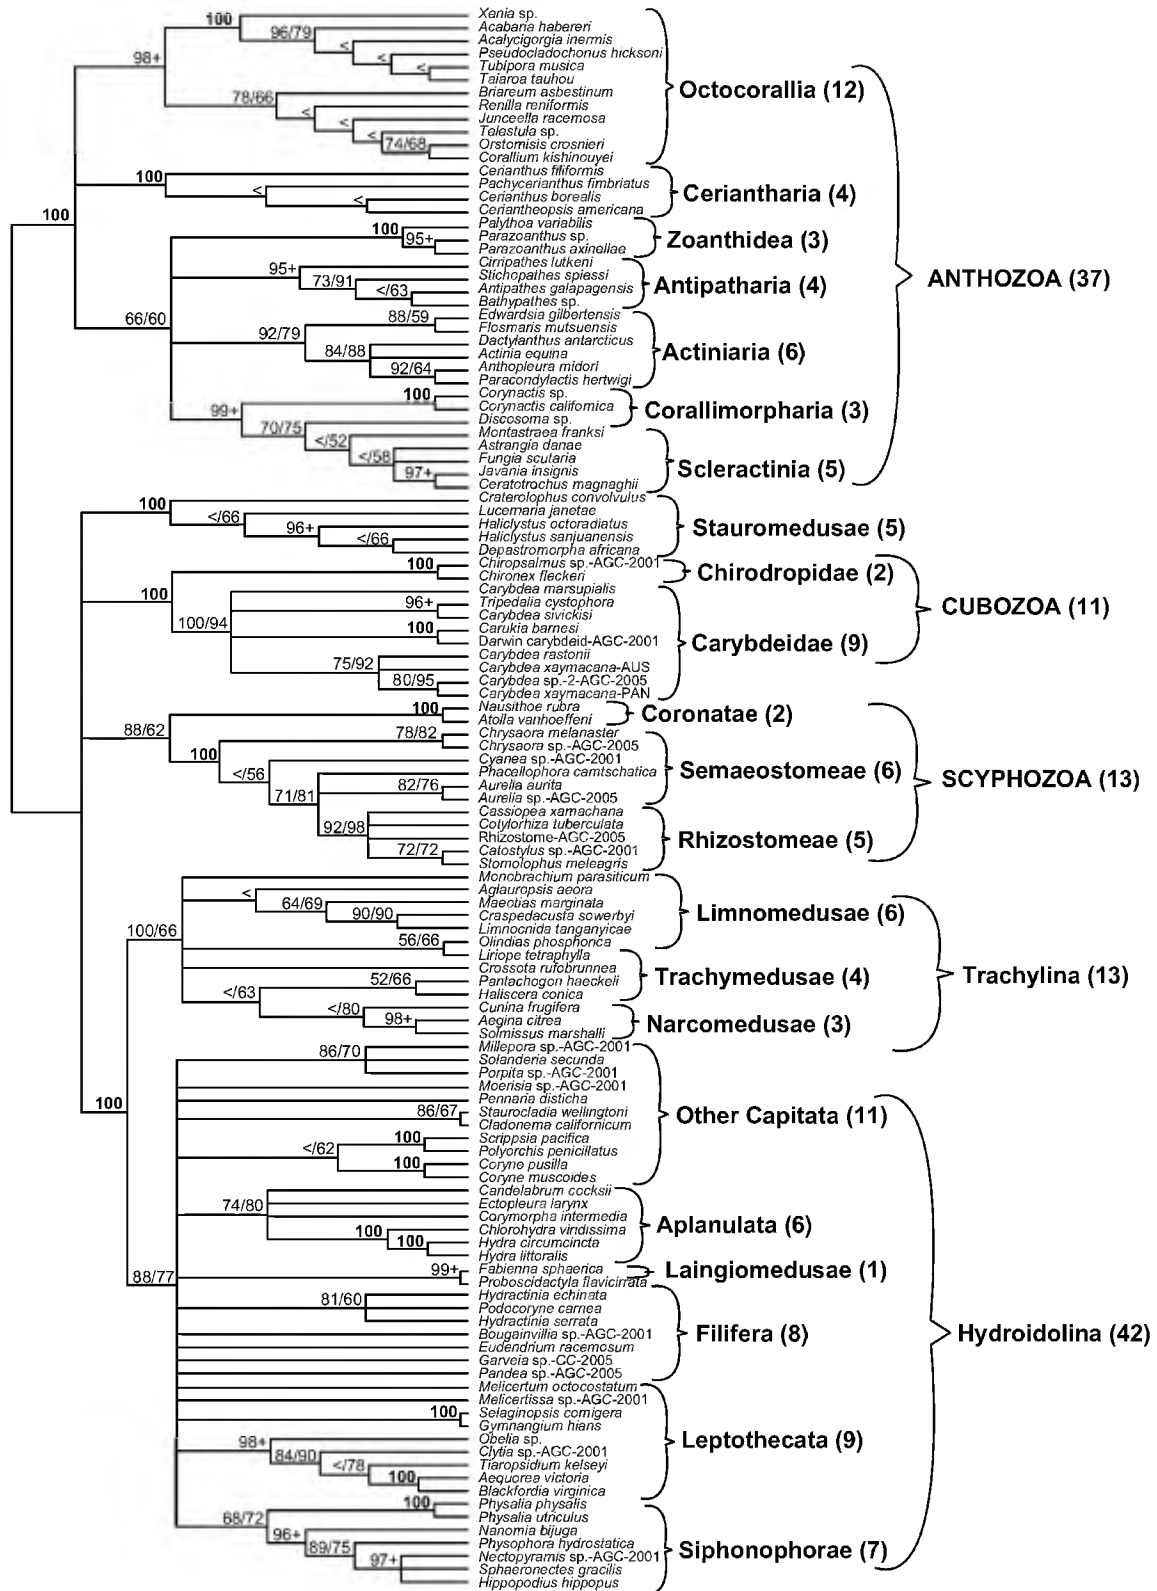 Xenia sp.
100
Acabaria habereri
96/79
Acalycigorgia inermis
<
Pseudocladochonus hicksoni
<
98+
Tubipora musica
<
Taiaroa tauhou
Octocorallia (12)
Briareum asbestinum
78/66
Renilla reniformis
<
Junceella racemosa
<
Telestula sp.
<
Orstomisis crosnieri
74/68
Corallium kishinouyei
Cerianthus filiformis
100
Pachycerianthus fimbriatus
<
Cerianthus borealis
<
Ceriantheopsis americana
Ceriantharia (4)
100
Palythoa variabilis
100
Parazoanthus sp.
95+
Parazoanthus axinellae
Zoanthidea (3)
Cirripathes lutkeni
95+
Stichopathes spiessi
73/91
Antipathes galapagensis
</63
Bathypathes sp.
Antipatharia (4)
ANTHOZOA (37)
66/60
Edwardsia gilbertensis
88/59
Flosmaris mutsuensis
92/79
Dactylanthus antarcticus
84/88
Actinia equina
Anthopleura midori
92/64
Paracondylactis hertwigi
Actiniaria (6)
Corynactis sp.
100
Corynactis californica
99+
Discosoma sp.
Corallimorpharia (3)
70/75
Montastraea franksi
</52
Astrangia danae
</58
Fungia scutaria
Javania insignis
97+
Ceratotrochus magnaghii
Scleractinia (5)
Craterolophus convolvulus
100
Lucernaria janetae
</66
Haliclystus octoradiatus
96+
Haliclystus sanjuanensis
</66
Depastromorpha africana
Stauromedusae (5)
Chiropsalmus sp.-AGC-2001
100
Chironex fleckeri
Chirodropidae (2)
100
Carybdea marsupialis
Tripedalia cystophora
96+
Carybdea sivickisi
100/94
Carukia barnesi
100
Darwin carybdeid-AGC-2001
Carybdea rastonii
75/92
Carybdea xaymacana-AUS
Carybdea sp.-2-AGC-2005
80/95
Carybdea xaymacana-PAN
Carybdeidae (9)
CUBOZOA (11)
Nausithoe rubra
100
Atolla vanhoeffeni
Coronatae (2)
88/62
Chrysaora melanaster
78/82
Chrysaora sp.-AGC-2005
100
Cyanea sp.-AGC-2001
</56
Phacellophora camtschatica
71/81
Aurelia aurita
82/76
Aurelia sp.-AGC-2005
Semaeostomeae (6)
SCYPHOZOA (13)
Cassiopea xamachana
92/98
Cotylorhiza tuberculata
Rhizostome-AGC-2005
Catostylus sp.-AGC-2001
72/72
Stomolophus meleagris
Rhizostomeae (5)
Monobrachium parasiticum
Aglauropsis aeora
<
Maeotias marginata
64/69
Craspedacusta sowerbyi
90/90
Limnocnida tanganyicae
100/66
Olindias phosphorica
56/66
Limnomedusae (6)
Liriope tetraphylla
Crossota rufobrunnea
Pantachogon haeckeli
52/66
Haliscera conica
</63
Trachymedusae (4)
Cunina frugifera
</80
Aegina citrea
98+
Solmissus marshalli
Narcomedusae (3)
Trachylina (13)
100
Millepora sp.-AGC-2001
86/70
Solanderia secunda
Porpita sp.-AGC-2001
Moerisia sp.-AGC-2001
Pennaria disticha
Staurocladia wellingtoni
86/67
Cladonema californicum
Scrippsia pacifica
100
Polyorchis penicillatus
</62
Coryne pusilla
100
Coryne muscoides
Other Capitata (11)
Candelabrum cocksii
74/80
Ectopleura larynx
Corymorpha intermedia
Chlorohydra viridissima
100
Hydra circumcincta
100
Hydra littoralis
Aplanulata (6)
88/77
Fabienna sphaerica
99+
Proboscidactyla flavicirrata
Laingiomedusae (1)
Hydractinia echinata
81/60
Podocoryne carnea
Hydractinia serrata
Bougainvillia sp.-AGC-2001
Eudendrium racemosum
Garveia sp.-CC-2005
Pandea sp.-AGC-2005
Filifera (8)
Hydroidolina (42)
Melicertum octocostatum
Melicertissa sp.-AGC-2001
Selaginopsis cornigera
100
Gymnangium hians
Obelia sp.
98+
Clytia sp.-AGC-2001
84/90
Tiaropsidium kelseyi
</78
Aequorea victoria
100
Blackfordia virginica
Leptothecata (9)
Physalia physalis
100
Physalia utriculus
68/72
Nanomia bijuga
96+
Physophora hydrostatica
89/75
Nectopyramis sp.-AGC-2001
97+
Sphaeronectes gracilis
Hippopodius hippopus
Siphonophorae (7)